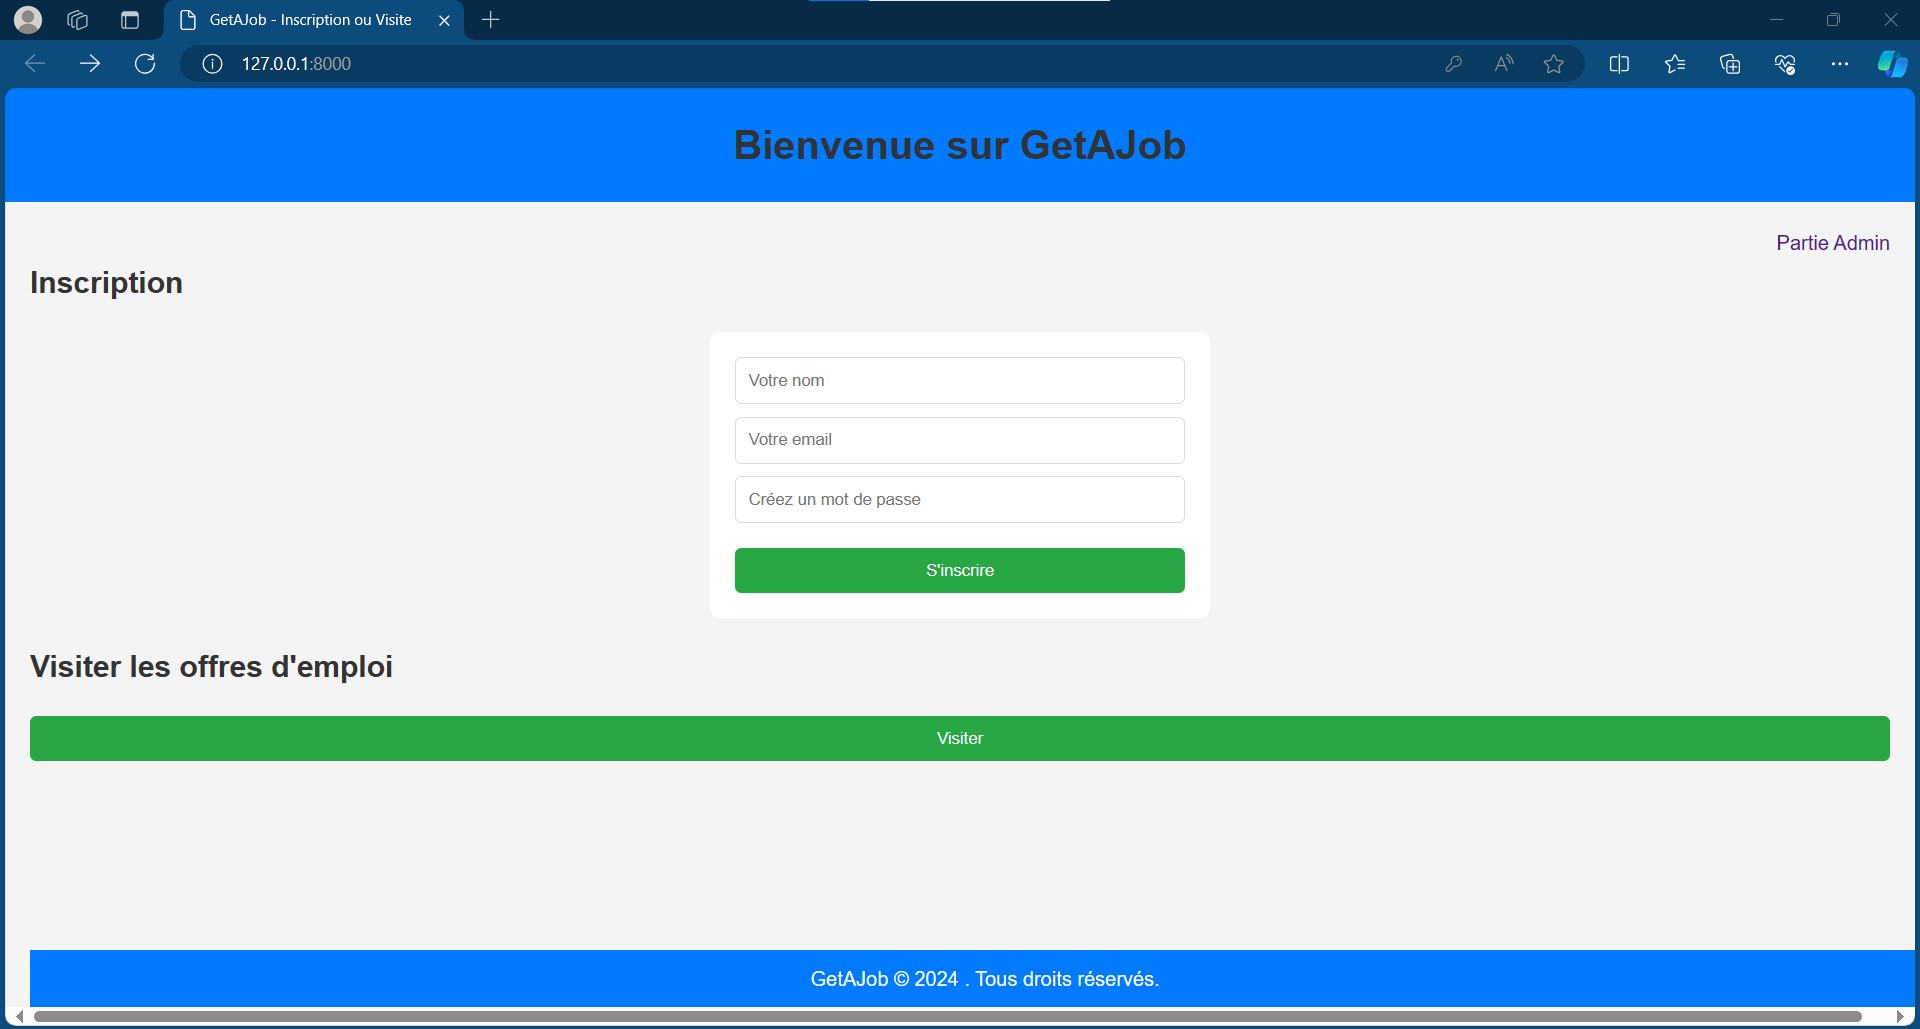 GetAJob - Inscription ou Visite
127.0.0.1:8000
Bienvenue sur GetAJob
Partie Admin
Inscription
Votre nom
Votre email
Créez un mot de passe
S'inscrire
Visiter les offres d'emploi
Visiter
GetAJob © 2024 . Tous droits réservés.